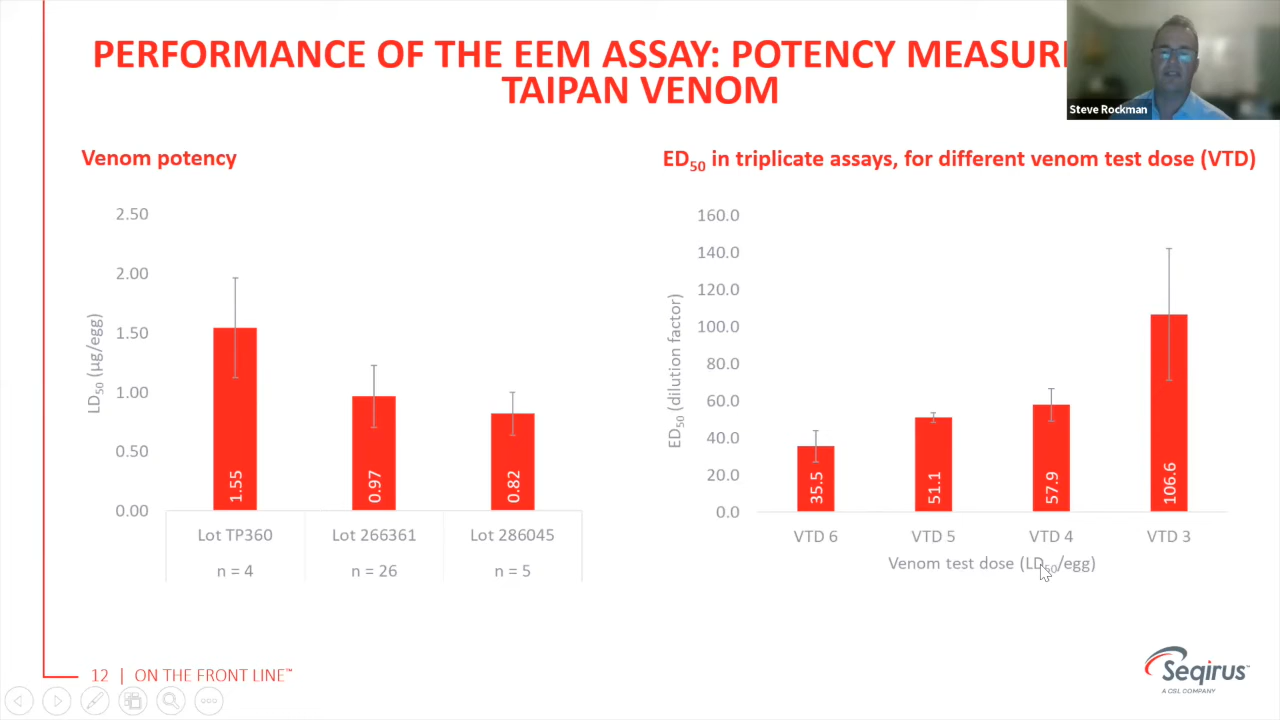 PERFORMANCE OF THE EEM ASSAY: POTENCY
TAIPAN VENOM
Steve Rockman
Venom potency
2.50
2.00
1.50
1.00
0.50
0.00
LD50 (µg/egg)
1.55
0.97
0.82
Lot TP360
Lot 266361
Lot 286045
n = 4
n = 26
n = 5
ED50 in triplicate assays, for different venom test dose (VTD)
160.0
140.0
120.0
100.0
80.0
60.0
40.0
20.0
0.0
ED50 (dilution factor)
35.5
51.1
57.9
106.6
VTD 6
VTD 5
VTD 4
VTD 3
Venom test dose (LD50/egg)
12 | ON THE FRONT LINE™
Seqirus™
A CSL COMPANY